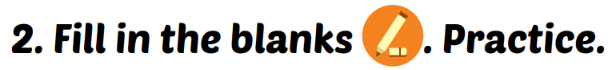 2. Fill in the blanks . Practice.